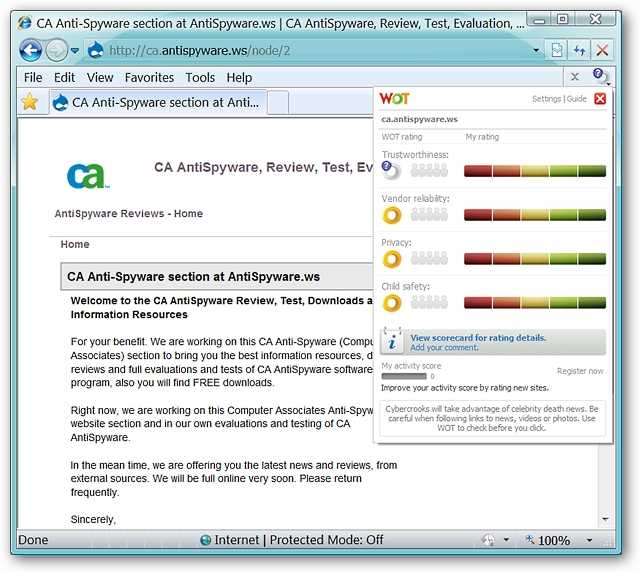 CA Anti-Spyware section at AntiSpyware.ws | CA AntiSpyware, Review, Test, Evaluation, ...
http://ca.antispyware.ws/node/2
File Edit View Favorites Tools Help
CA Anti-Spyware section at Anti...
ca
CA AntiSpyware, Review, Test, Ev
AntiSpyware Reviews - Home
Home
CA Anti-Spyware section at AntiSpyware.ws
Welcome to the CA AntiSpyware Review, Test, Downloads a
Information Resources
For your benefit. We are working on this CA Anti-Spyware (Compu
Associates) section to bring you the best information resources, d
reviews and full evaluations and tests of CA AntiSpyware software
program, also you will find FREE downloads.
Right now, we are working on this Computer Associates Anti-Spyw
website section and in our own evaluations and testing of CA
AntiSpyware.
In the mean time, we are offering you the latest news and reviews, from
external sources. We will be full online very soon. Please return
frequently.
Sincerely,
WOT
Settings | Guide
ca.antispyware.ws
WOT rating My rating
Trustworthiness:
Vendor reliability:
Privacy:
Child safety:
View scorecard for rating details.
Add your comment.
My activity score
0
Register now
Improve your activity score by rating new sites.
Cybercrooks will take advantage of celebrity death news. Be
careful when following links to news, videos or photos. Use
WOT to check before you click.
Done
Internet | Protected Mode: Off
100%